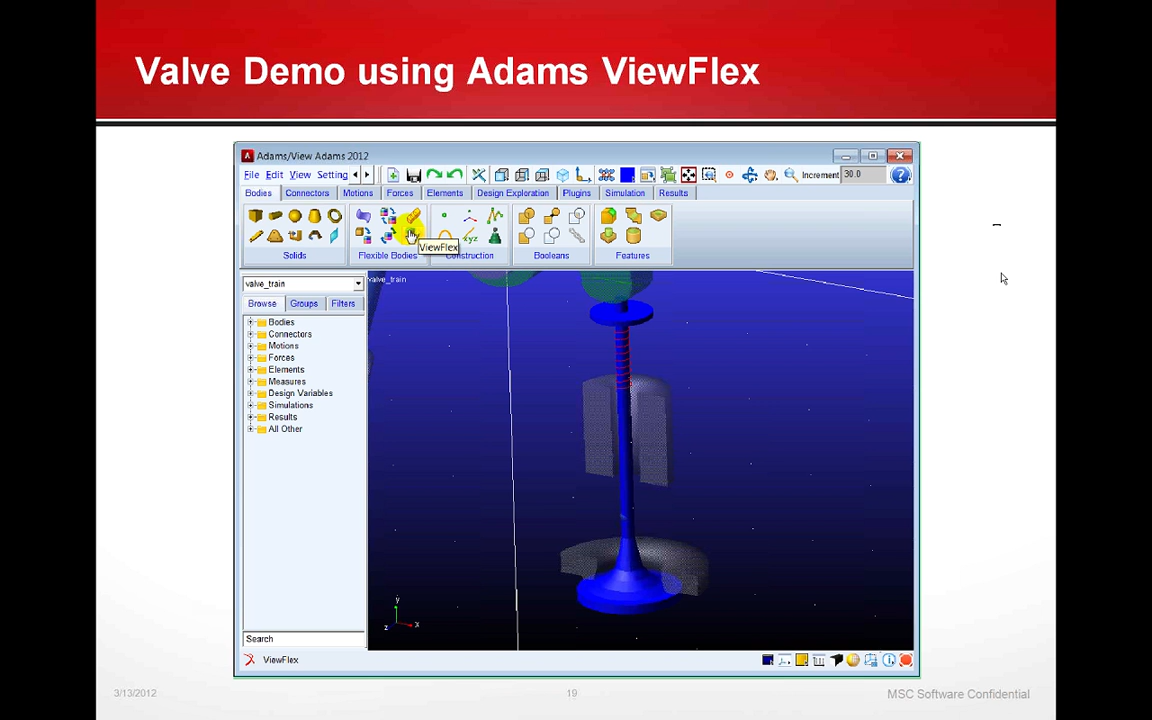 Valve Demo using Adams ViewFlex
Adams/View Adams 2012
File Edit View Setting Increment 30.0
Bodies Connectors Motions Forces Elements Design Exploration Plugins Simulation Results
xyz
ViewFlex
Solids Flexible Bodies Construction Booleans Features
valve_train
valve_train
Browse Groups Filters
Bodies
Connectors
Motions
Forces
Elements
Measures
Design Variables
Simulations
Results
All Other
y
z x
Search
ViewFlex
3/13/2012 19 MSC Software Confidential